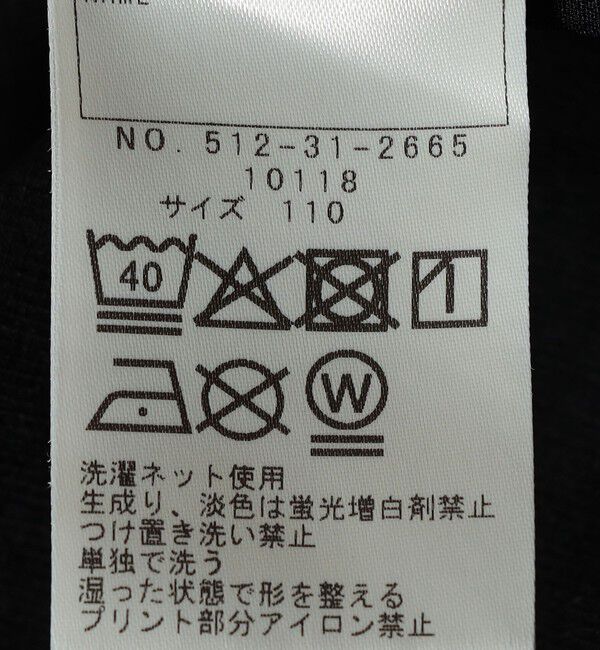 NAME
NO. 512-31-2665
10118
サイズ 110
40
W
洗濯ネット使用
生成り、淡色は蛍光増白剤禁止
つけ置き洗い禁止
単独で洗う
湿った状態で形を整える
プリント部分アイロン禁止